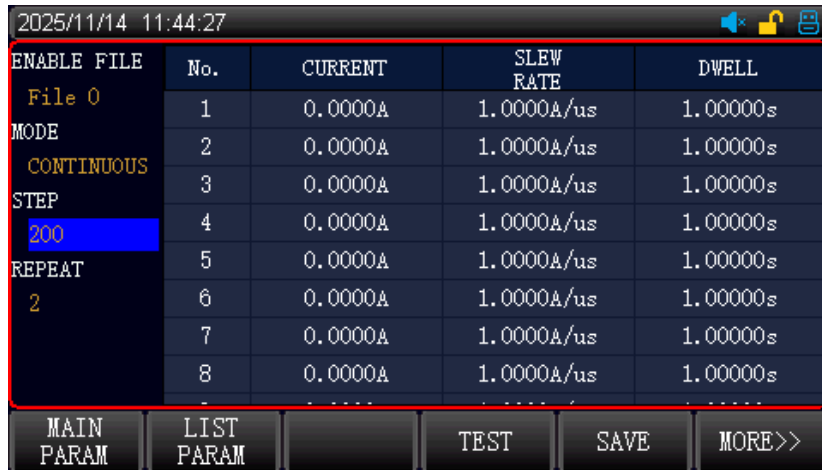 2025/11/14 11:44:27
ENABLE FILE
File 0
MODE
CONTINUOUS
STEP
200
REPEAT
2
No. CURRENT SLEW RATE DWELL
1 0.0000A 1.0000A/us 1.00000s
2 0.0000A 1.0000A/us 1.00000s
3 0.0000A 1.0000A/us 1.00000s
4 0.0000A 1.0000A/us 1.00000s
5 0.0000A 1.0000A/us 1.00000s
6 0.0000A 1.0000A/us 1.00000s
7 0.0000A 1.0000A/us 1.00000s
8 0.0000A 1.0000A/us 1.00000s
MAIN PARAM LIST PARAM TEST SAVE MORE>>